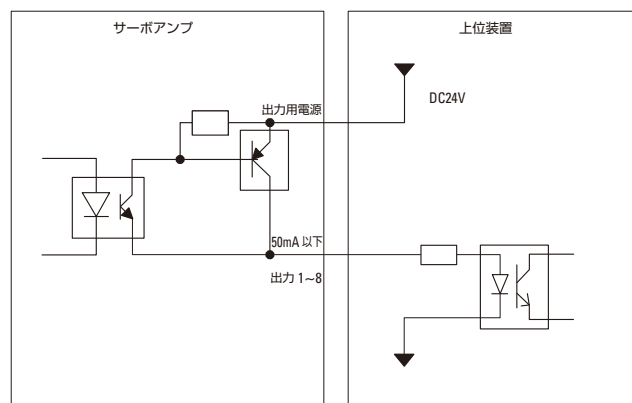 サーボアンプ
上位装置
出力用電源
DC24V
50mA 以下
出力 1~8